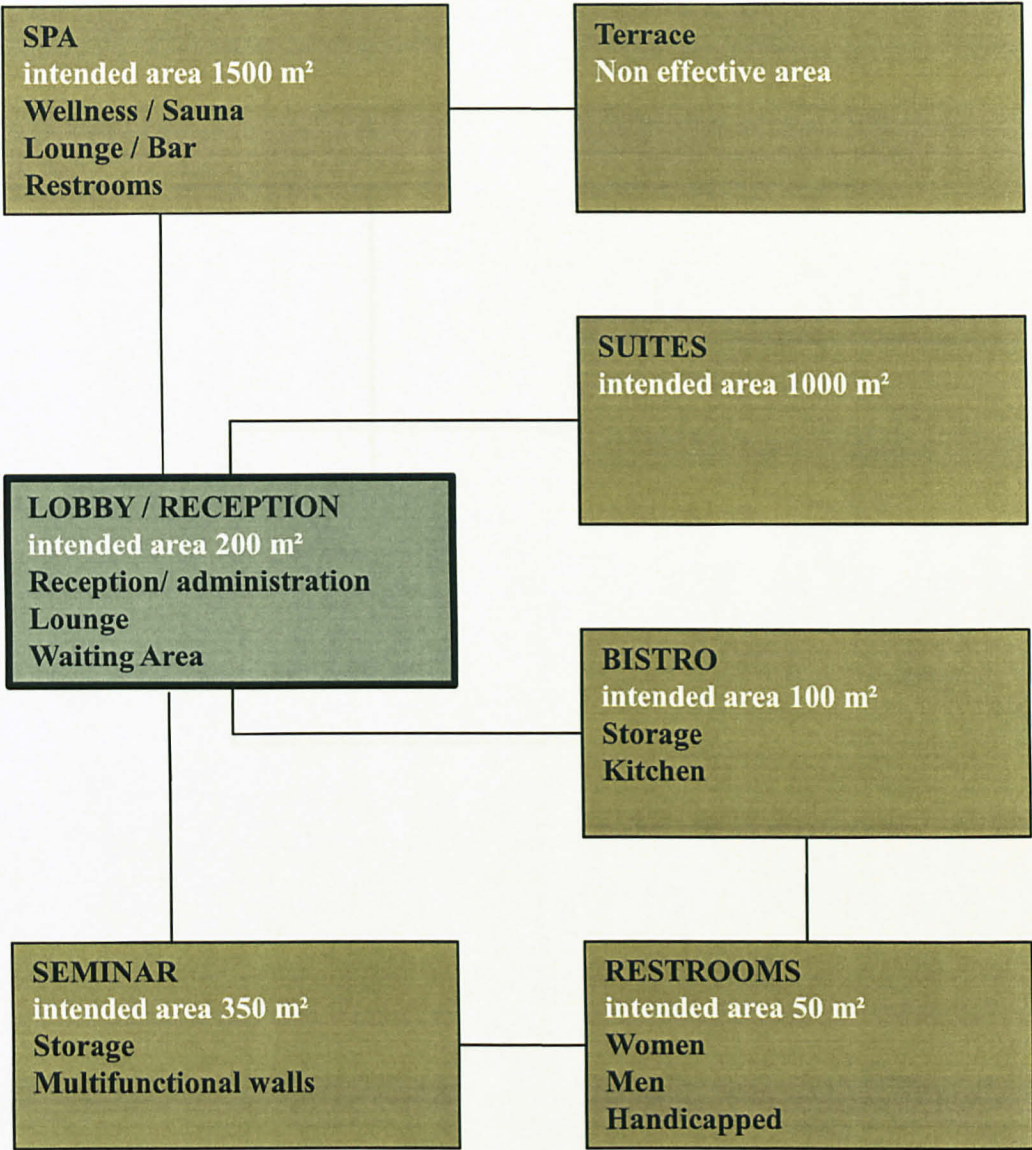 SPA
intended area 1500 m²
Wellness / Sauna
Lounge / Bar
Restrooms
Terrace
Non effective area
SUITES
intended area 1000 m²
LOBBY / RECEPTION
intended area 200 m²
Reception/ administration
Lounge
Waiting Area
BISTRO
intended area 100 m²
Storage
Kitchen
SEMINAR
intended area 350 m²
Storage
Multifunctional walls
RESTROOMS
intended area 50 m²
Women
Men
Handicapped